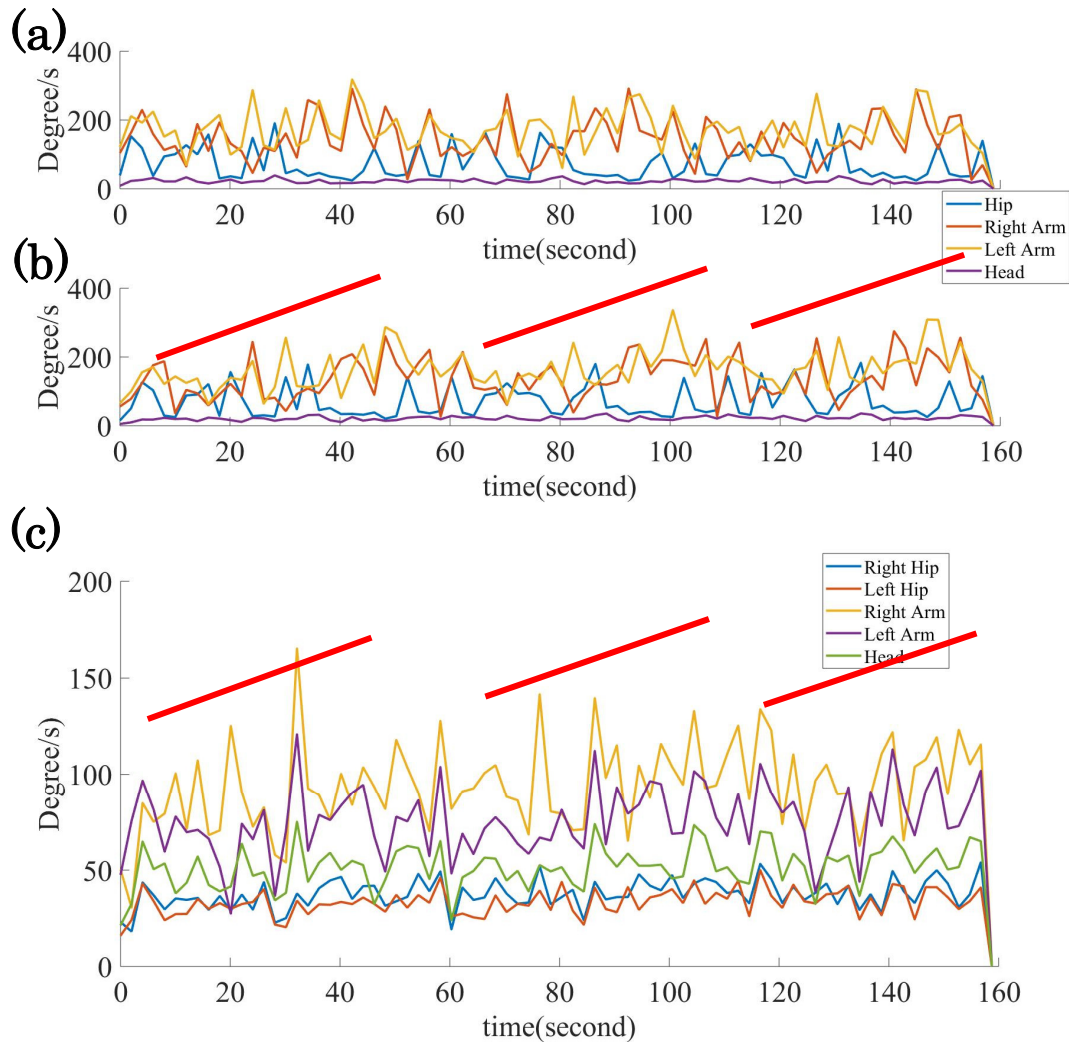 (a)
400
200
0
Degree/s
0 20 40 60 80 100 120 140
time(second)
Hip
Right Arm
Left Arm
Head
(b)
400
200
0
Degree/s
0 20 40 60 80 100 120 140 160
time(second)
(c)
200
150
100
50
0
Degree/s)
Right Hip
Left Hip
Right Arm
Left Arm
Head
0 20 40 60 80 100 120 140 160
time(second)